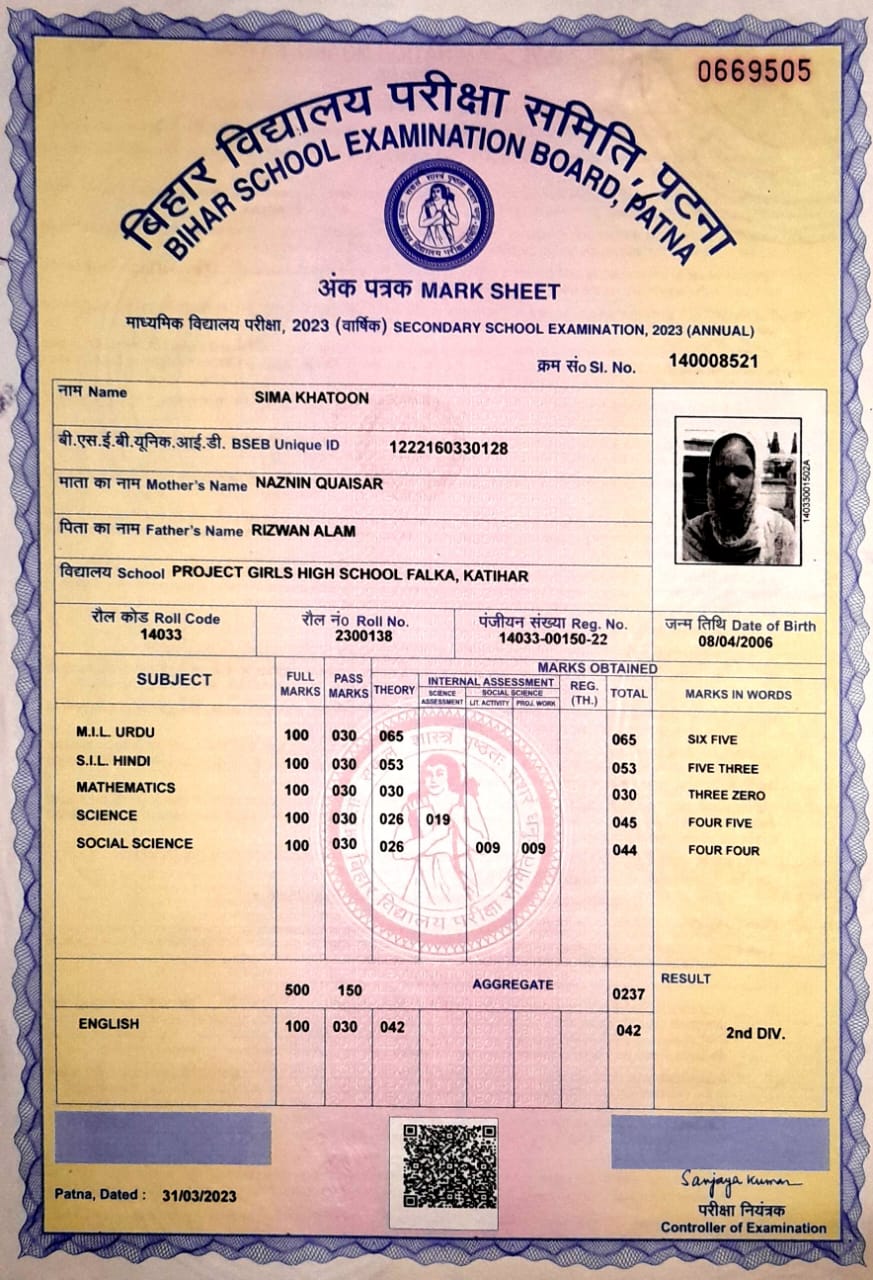 0669505
बिहार विद्यालय परीक्षा समिति, पटना
BIHAR SCHOOL EXAMINATION BOARD, PATNA
अंक पत्रक MARK SHEET
माध्यमिक विद्यालय परीक्षा, 2023 (वार्षिक) SECONDARY SCHOOL EXAMINATION, 2023 (ANNUAL)
क्रम सं० Sl. No. 140008521
नाम Name SIMA KHATOON
बी.एस.ई.बी.यूनिक.आई.डी. BSEB Unique ID 1222160330128
माता का नाम Mother's Name NAZNIN QUAISAR
पिता का नाम Father's Name RIZWAN ALAM
विद्यालय School PROJECT GIRLS HIGH SCHOOL FALKA, KATIHAR
14033001502A
रौल कोड Roll Code रौल नं० Roll No. पंजीयन संख्या Reg. No. जन्म तिथि Date of Birth
14033 2300138 14033-00150-22 08/04/2006
SUBJECT FULL MARKS PASS MARKS MARKS OBTAINED
THEORY INTERNAL ASSESSMENT REG. (TH.) TOTAL MARKS IN WORDS
SCIENCE ASSESSMENT SOCIAL SCIENCE
LIT. ACTIVITY PROJ. WORK
M.I.L. URDU 100 030 065 065 SIX FIVE
S.I.L. HINDI 100 030 053 053 FIVE THREE
MATHEMATICS 100 030 030 030 THREE ZERO
SCIENCE 100 030 026 019 045 FOUR FIVE
SOCIAL SCIENCE 100 030 026 009 009 044 FOUR FOUR
बिहार विद्यालय परीक्षा समिति
500 150 AGGREGATE 0237 RESULT
ENGLISH 100 030 042 042 2nd DIV.
Patna, Dated : 31/03/2023
Sanjaya Kumar
परीक्षा नियंत्रक
Controller of Examination